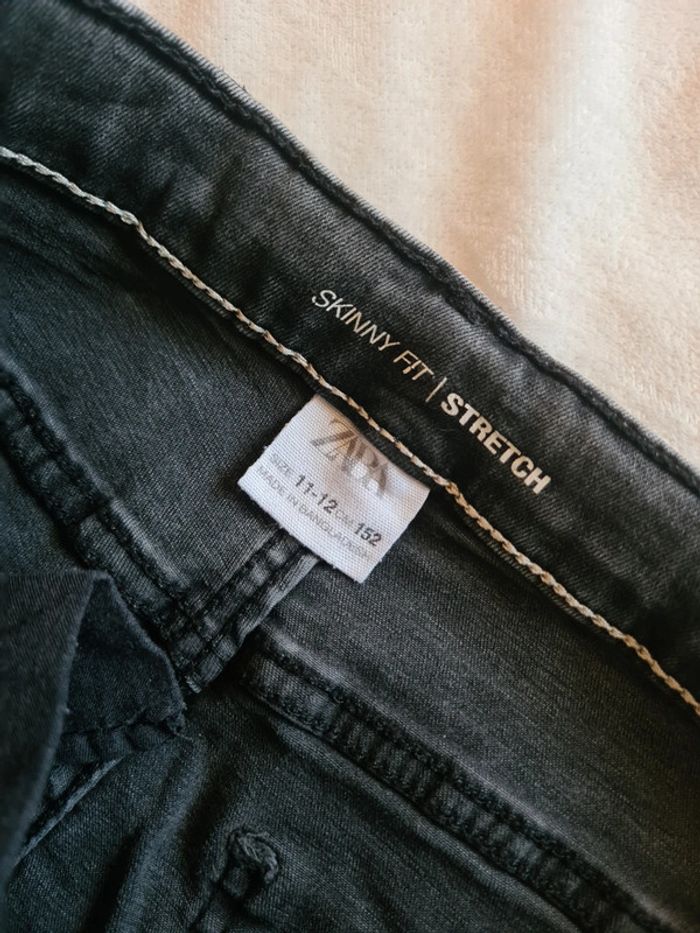 SKINNY FIT | STRETCH
ZARA
SIZE 11-12 CM 152
MADE IN BANGLADESH